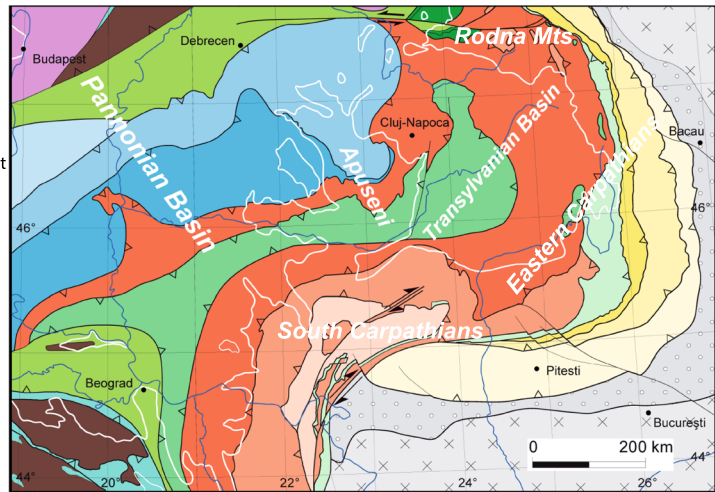 Rodna Mts
Debrecen
Budapest
Pannonian Basin
Cluj-Napoca
Bacau
t
Apuseni
Transylvanian Basin
Eastern Carpathians
46°
46°
South Carpathians
Pitesti
Beograd
Bucureşti
0 200 km
44°
20°
22°
24°
26°
44°